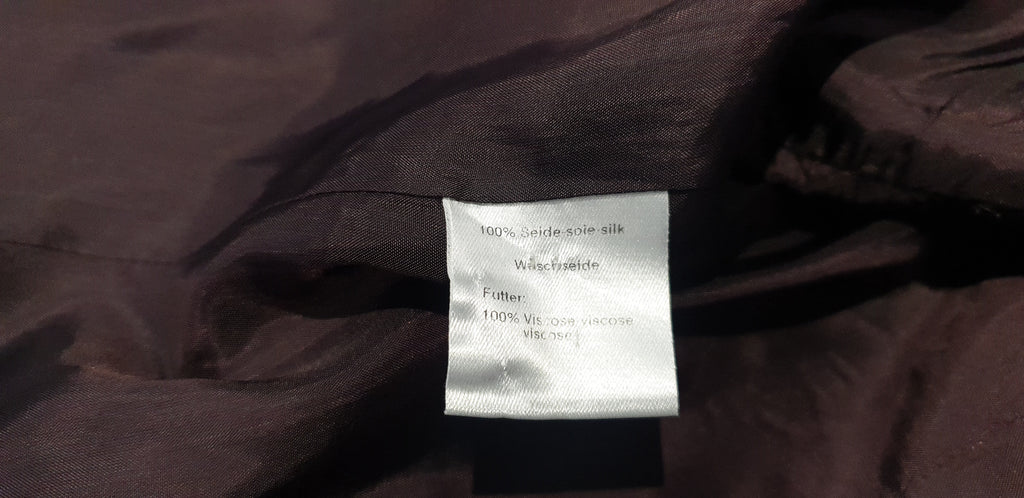 100% Seide-soie-silk
Waschseide
Futter:
100% Viscose viscose
viscose